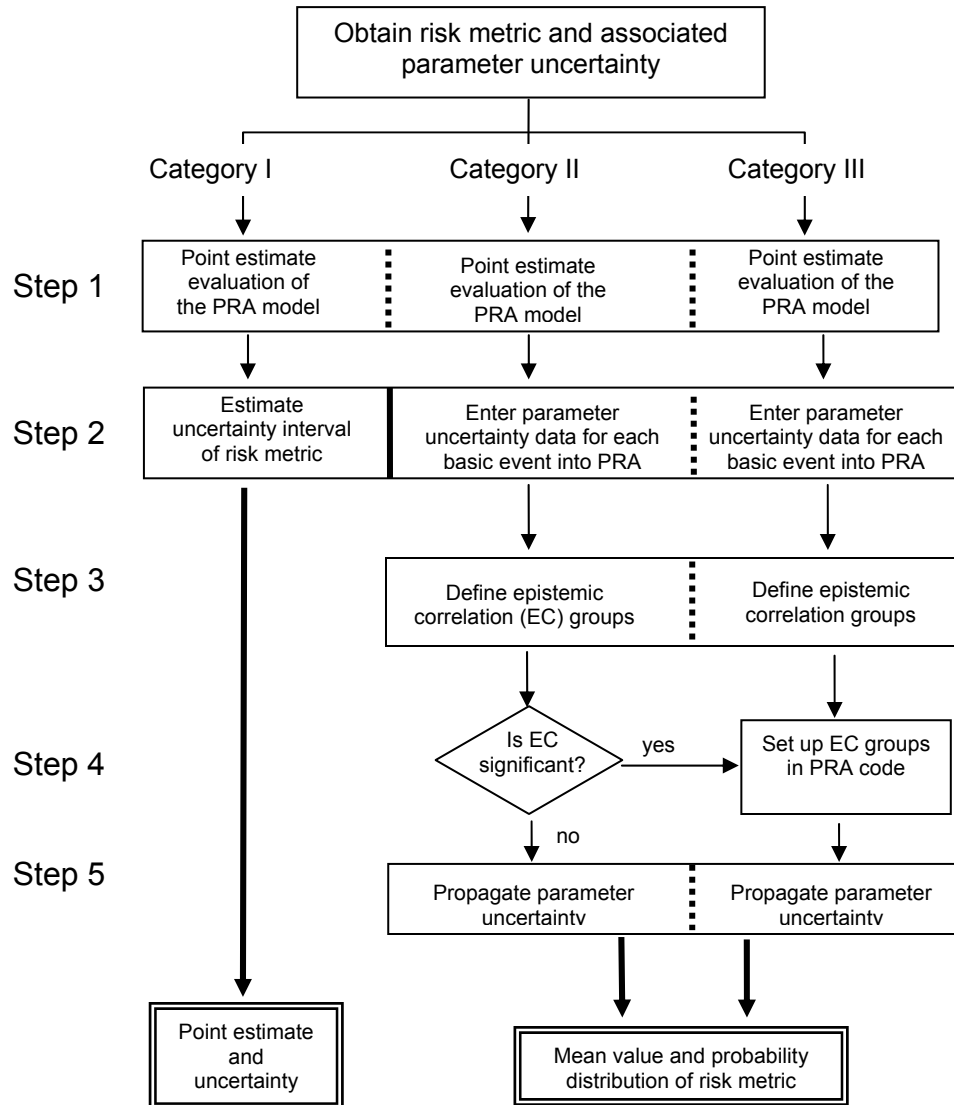 Obtain risk metric and associated
parameter uncertainty
Category I
Category II
Category III
Step 1
Point estimate
evaluation of
the PRA model
Point estimate
evaluation of the
PRA model
Point estimate
evaluation of the
PRA model
Step 2
Estimate
uncertainty interval
of risk metric
Enter parameter
uncertainty data for each
basic event into PRA
Enter parameter
uncertainty data for each
basic event into PRA
Step 3
Define epistemic
correlation (EC) groups
Define epistemic
correlation groups
Step 4
Is EC
significant?
yes
Set up EC groups
in PRA code
no
Step 5
Propagate parameter
uncertainty
Propagate parameter
uncertainty
Point estimate
and
uncertainty
Mean value and probability
distribution of risk metric